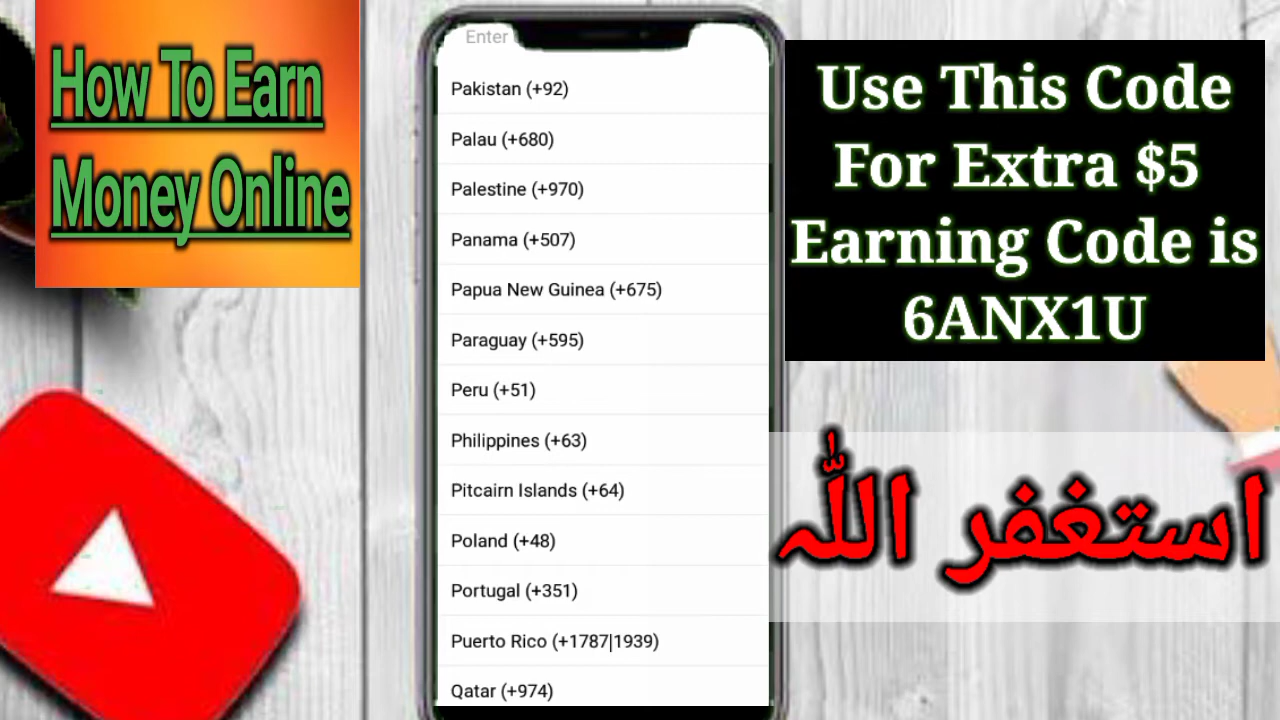 How To Earn
Money Online
Enter
Pakistan (+92)
Palau (+680)
Palestine (+970)
Panama (+507)
Papua New Guinea (+675)
Paraguay (+595)
Peru (+51)
Philippines (+63)
Pitcairn Islands (+64)
Poland (+48)
Portugal (+351)
Puerto Rico (+1787|1939)
Qatar (+974)
Use This Code
For Extra $5
Earning Code is
6ANX1U
استغفر اللّٰہ